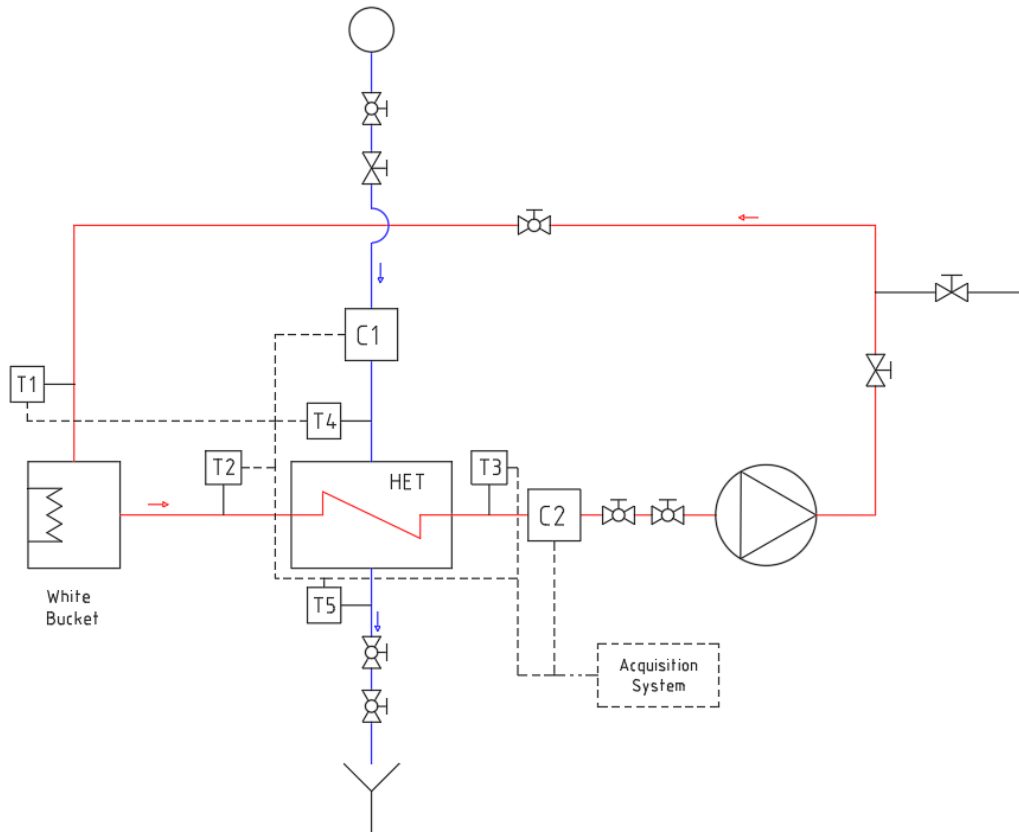 C1
T1
T4
T2
HET
T3
C2
White
Bucket
T5
Acquisition
System